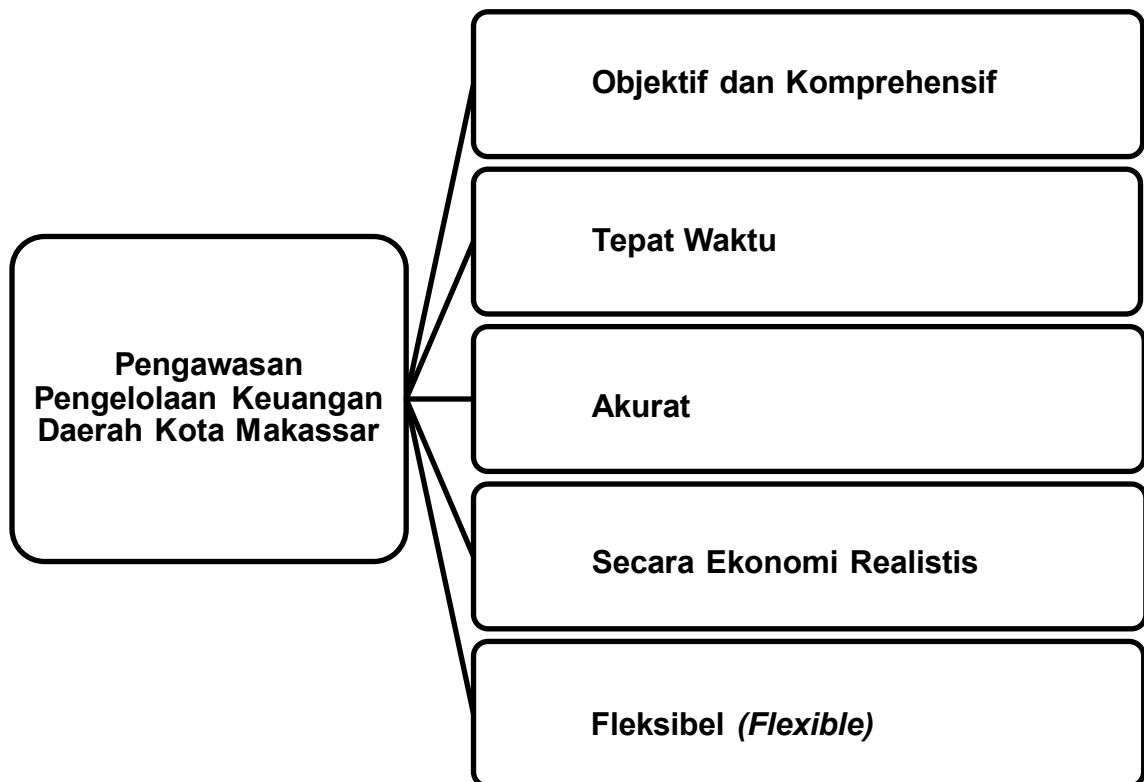 Pengawasan
Pengelolaan Keuangan
Daerah Kota Makassar
Objektif dan Komprehensif
Tepat Waktu
Akurat
Secara Ekonomi Realistis
Fleksibel (Flexible)